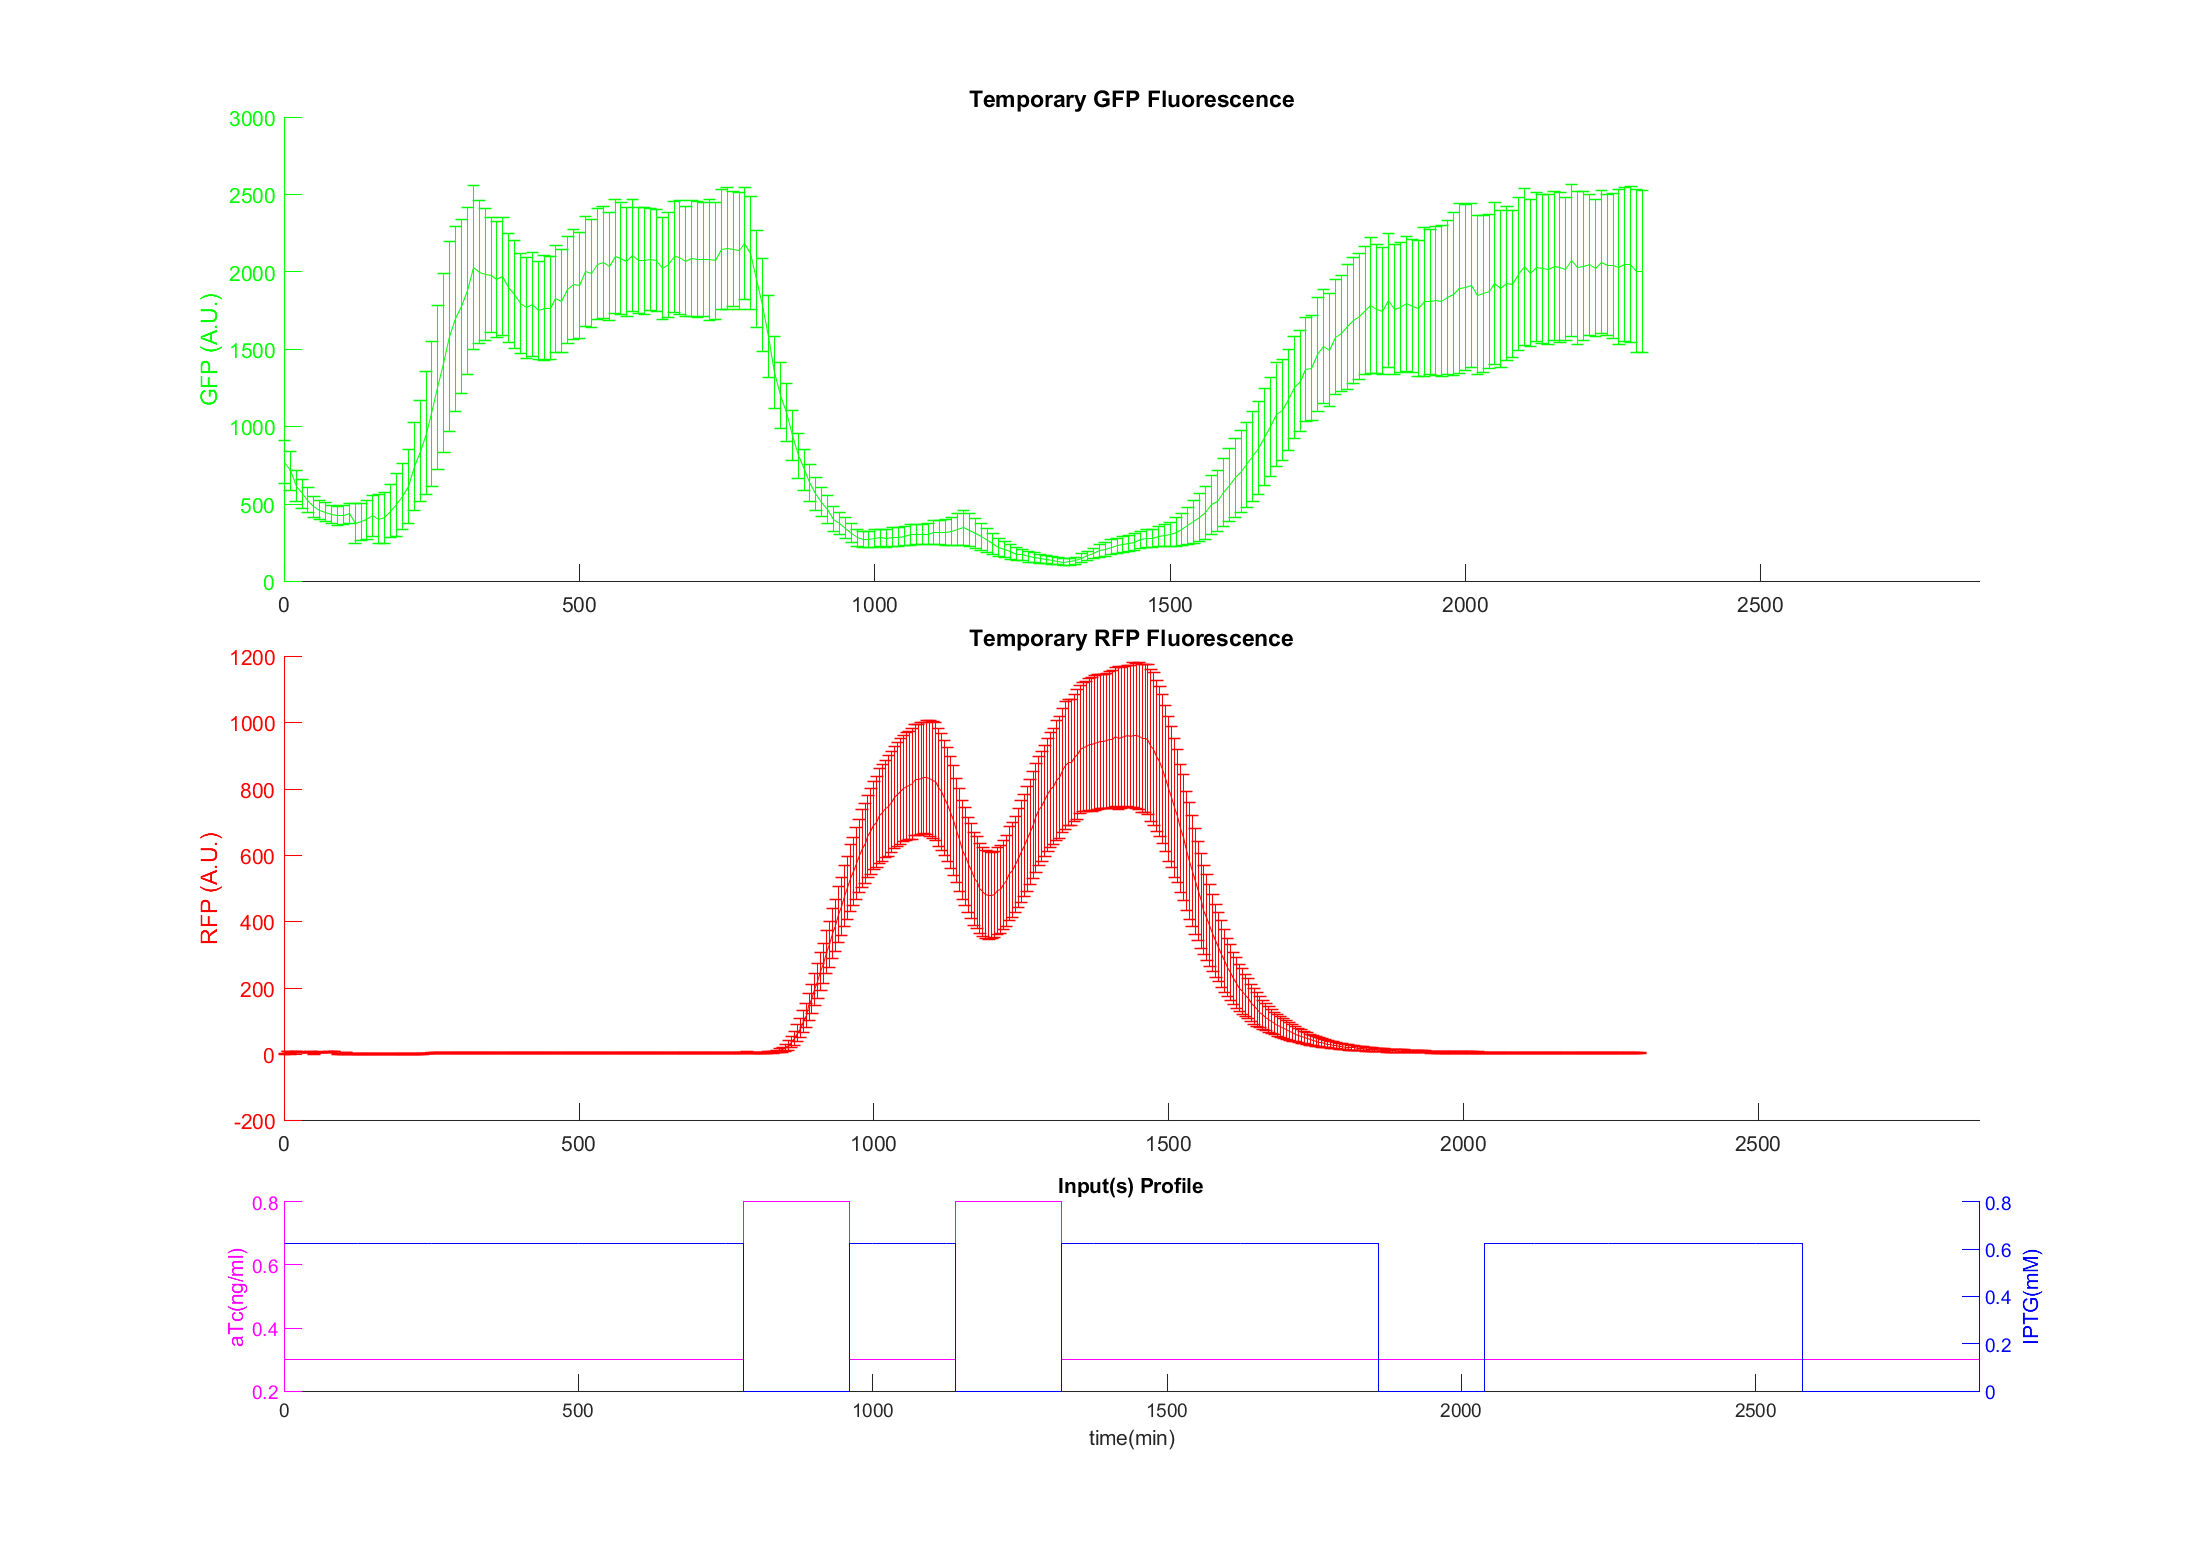 Temporary GFP Fluorescence
3000
2500
2000
1500
1000
500
0
GFP (A.U.)
0 500 1000 1500 2000 2500
Temporary RFP Fluorescence
1200
1000
800
600
400
200
0
-200
RFP (A.U.)
0 500 1000 1500 2000 2500
Input(s) Profile
0.8
0.6
0.4
0.2
aTc(ng/ml)
0.8
0.6
0.4
0.2
0
IPTG(mM)
0 500 1000 1500 2000 2500
time(min)